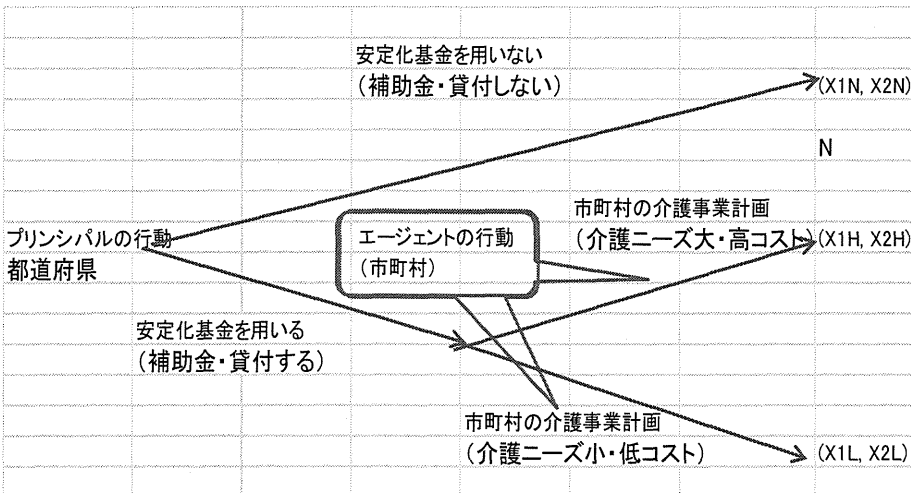 安定化基金を用いない
(補助金・貸付しない)
(X1N, X2N)
N
市町村の介護事業計画
(介護ニーズ大・高コスト)
(X1H, X2H)
プリンシパルの行動
都道府県
エージェントの行動
(市町村)
安定化基金を用いる
(補助金・貸付する)
市町村の介護事業計画
(介護ニーズ小・低コスト)
(X1L, X2L)